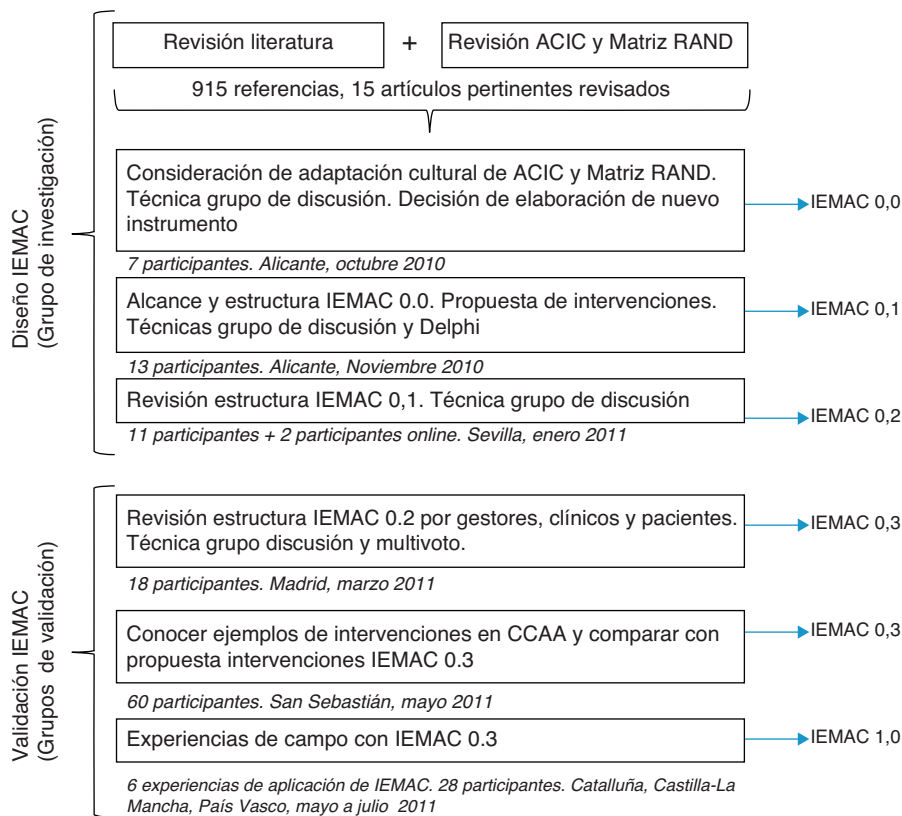 Revisión literatura
+
Revisión ACIC y Matriz RAND
915 referencias, 15 artículos pertinentes revisados
Diseño IEMAC
(Grupo de investigación)
Consideración de adaptación cultural de ACIC y Matriz RAND.
Técnica grupo de discusión. Decisión de elaboración de nuevo
instrumento
IEMAC 0,0
7 participantes. Alicante, octubre 2010
Alcance y estructura IEMAC 0.0. Propuesta de intervenciones.
Técnicas grupo de discusión y Delphi
IEMAC 0,1
13 participantes. Alicante, Noviembre 2010
Revisión estructura IEMAC 0,1. Técnica grupo de discusión
IEMAC 0,2
11 participantes + 2 participantes online. Sevilla, enero 2011
Validación IEMAC
(Grupos de validación)
Revisión estructura IEMAC 0.2 por gestores, clínicos y pacientes.
Técnica grupo discusión y multivoto.
IEMAC 0,3
18 participantes. Madrid, marzo 2011
Conocer ejemplos de intervenciones en CCAA y comparar con
propuesta intervenciones IEMAC 0.3
IEMAC 0,3
60 participantes. San Sebastián, mayo 2011
Experiencias de campo con IEMAC 0.3
IEMAC 1,0
6 experiencias de aplicación de IEMAC. 28 participantes. Catalluña, Castilla-La
Mancha, País Vasco, mayo a julio 2011